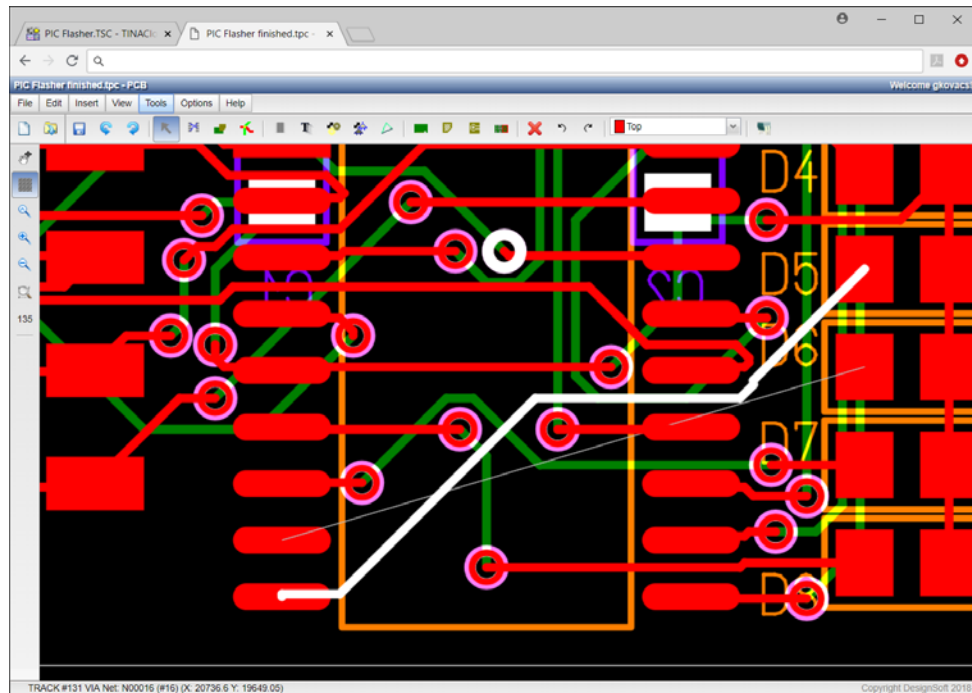 PIC Flasher.TSC - TINAClo
PIC Flasher finished.tpc -
PIC Flasher finished.tpc - PCB
Welcome gkovacs!
File Edit Insert View Tools Options Help
Top
135
D4
D5
D6
D7
TRACK #131 VIA Net: N00016 (#16) (X: 20736.6 Y: 19649.05)
Copyright DesignSoft 2018